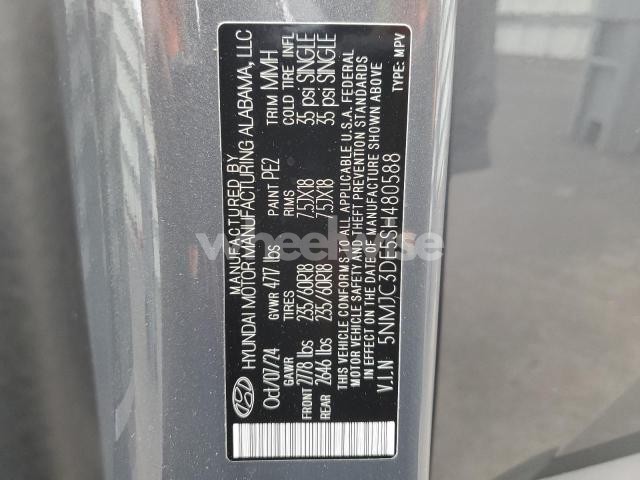 MANUFACTURED BY
HYUNDAI MOTOR MANUFACTURING ALABAMA, LLC
Oct/07/24 GVWR 4717 lbs PAINT PE2 TRIM MMH
GAWR TIRES RIMS COLD TIRE INFL
FRONT 2778 lbs 235/60R18 7.5JX18 35 psi SINGLE
REAR 2646 lbs 235/60R18 7.5JX18 35 psi SINGLE
THIS VEHICLE CONFORMS TO ALL APPLICABLE U.S.A. FEDERAL
MOTOR VEHICLE SAFETY AND THEFT PREVENTION STANDARDS
IN EFFECT ON THE DATE OF MANUFACTURE SHOWN ABOVE
V.I.N 5NMJC3DE5SH480588 TYPE: MPV